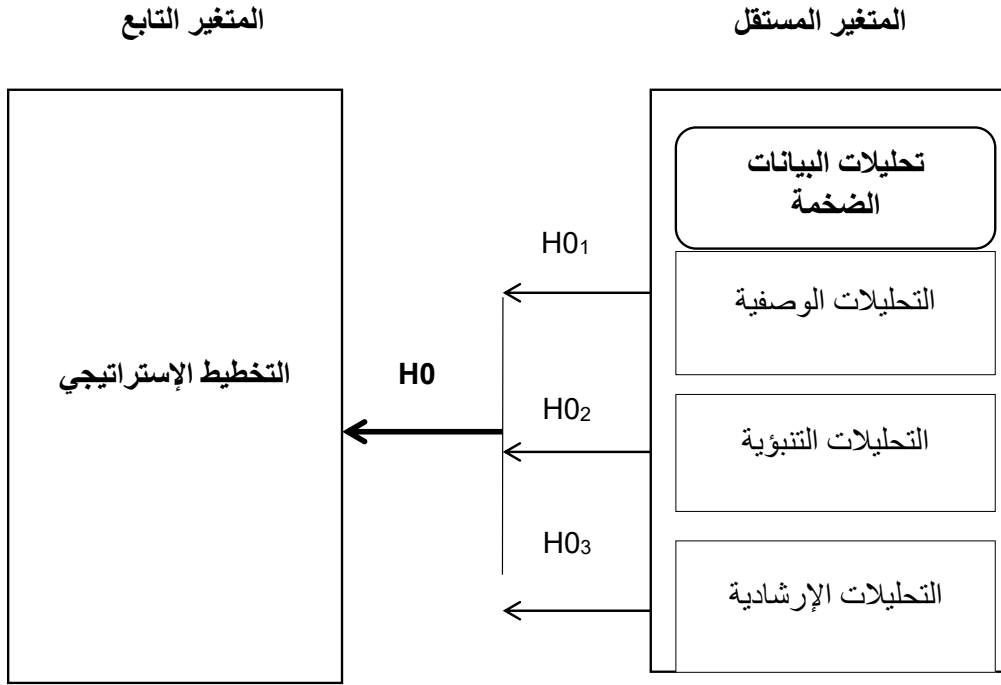 المتغير المستقل
المتغير التابع
تحليلات البيانات
الضخمة
H0₁
التحليلات الوصفية
التخطيط الإستراتيجي
H0
H0₂
التحليلات التنبؤية
H0₃
التحليلات الإرشادية